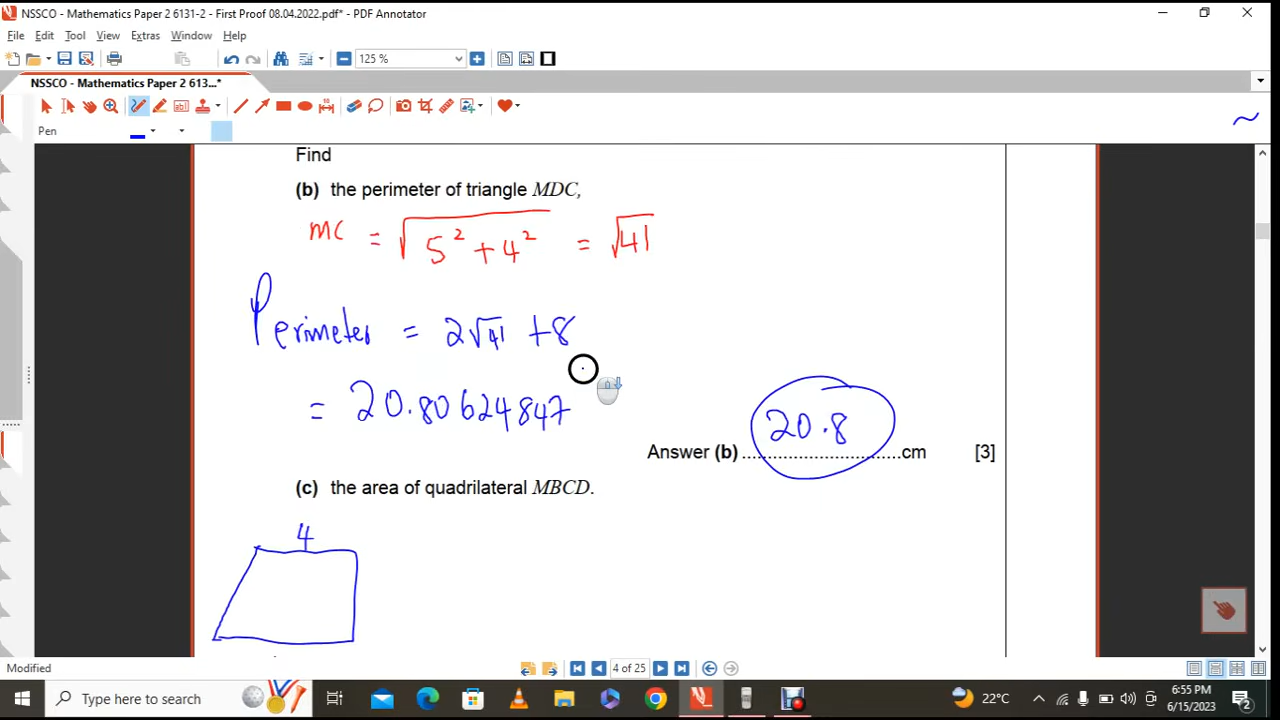 NSSCO - Mathematics Paper 2 6131-2 - First Proof 08.04.2022.pdf* - PDF Annotator
File Edit Tool View Extras Window Help
125 %
NSSCO - Mathematics Paper 2 613...*
Pen
Find
(b) the perimeter of triangle MDC,
mc = √5² + 4² = √41
Perimeter = 2√41 + 8
= 20.80624847
20.8
Answer (b) ..............................cm [3]
(c) the area of quadrilateral MBCD.
4
Modified
4 of 25
Type here to search
22°C
6:55 PM
6/15/2023
2